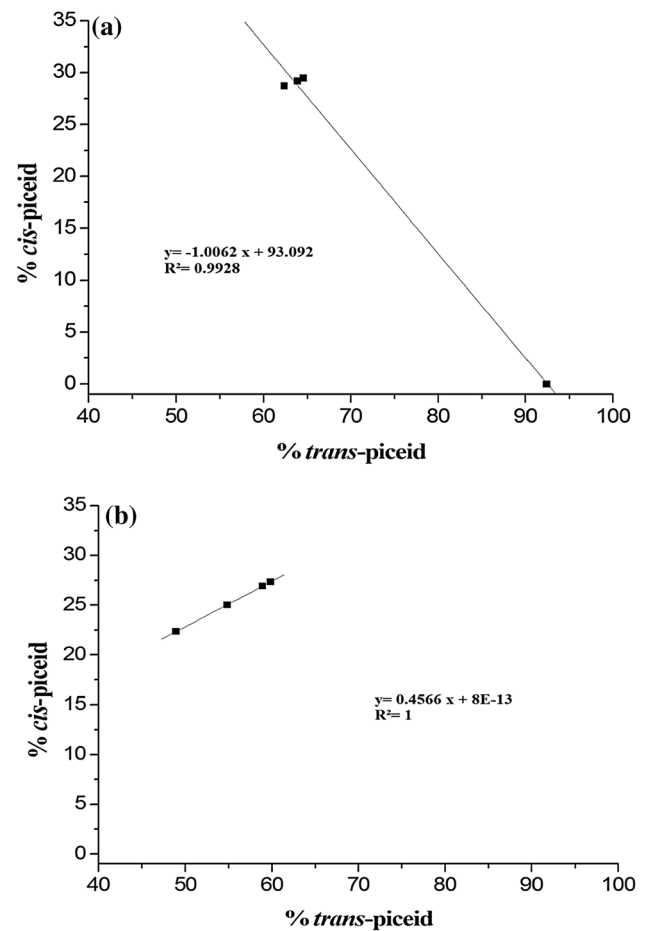 (a)
35
30
25
20
15
10
5
0
% cis-piceid
y= -1.0062 x + 93.092
R²= 0.9928
40 50 60 70 80 90 100
% trans-piceid
(b)
35
30
25
20
15
10
5
0
% cis-piceid
y= 0.4566 x + 8E-13
R²= 1
40 50 60 70 80 90 100
% trans-piceid